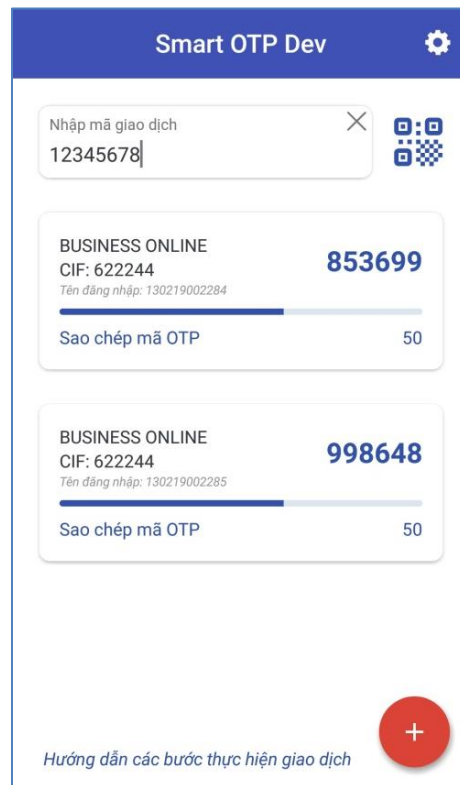 Smart OTP Dev
Nhập mã giao dịch
12345678
BUSINESS ONLINE
853699
CIF: 622244
Tên đăng nhập: 130219002284
Sao chép mã OTP
50
BUSINESS ONLINE
998648
CIF: 622244
Tên đăng nhập: 130219002285
Sao chép mã OTP
50
Hướng dẫn các bước thực hiện giao dịch